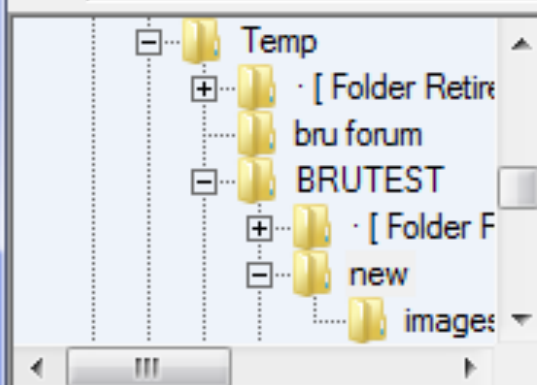 Temp
· [ Folder Retire
bru forum
BRUTEST
· [ Folder F
new
images